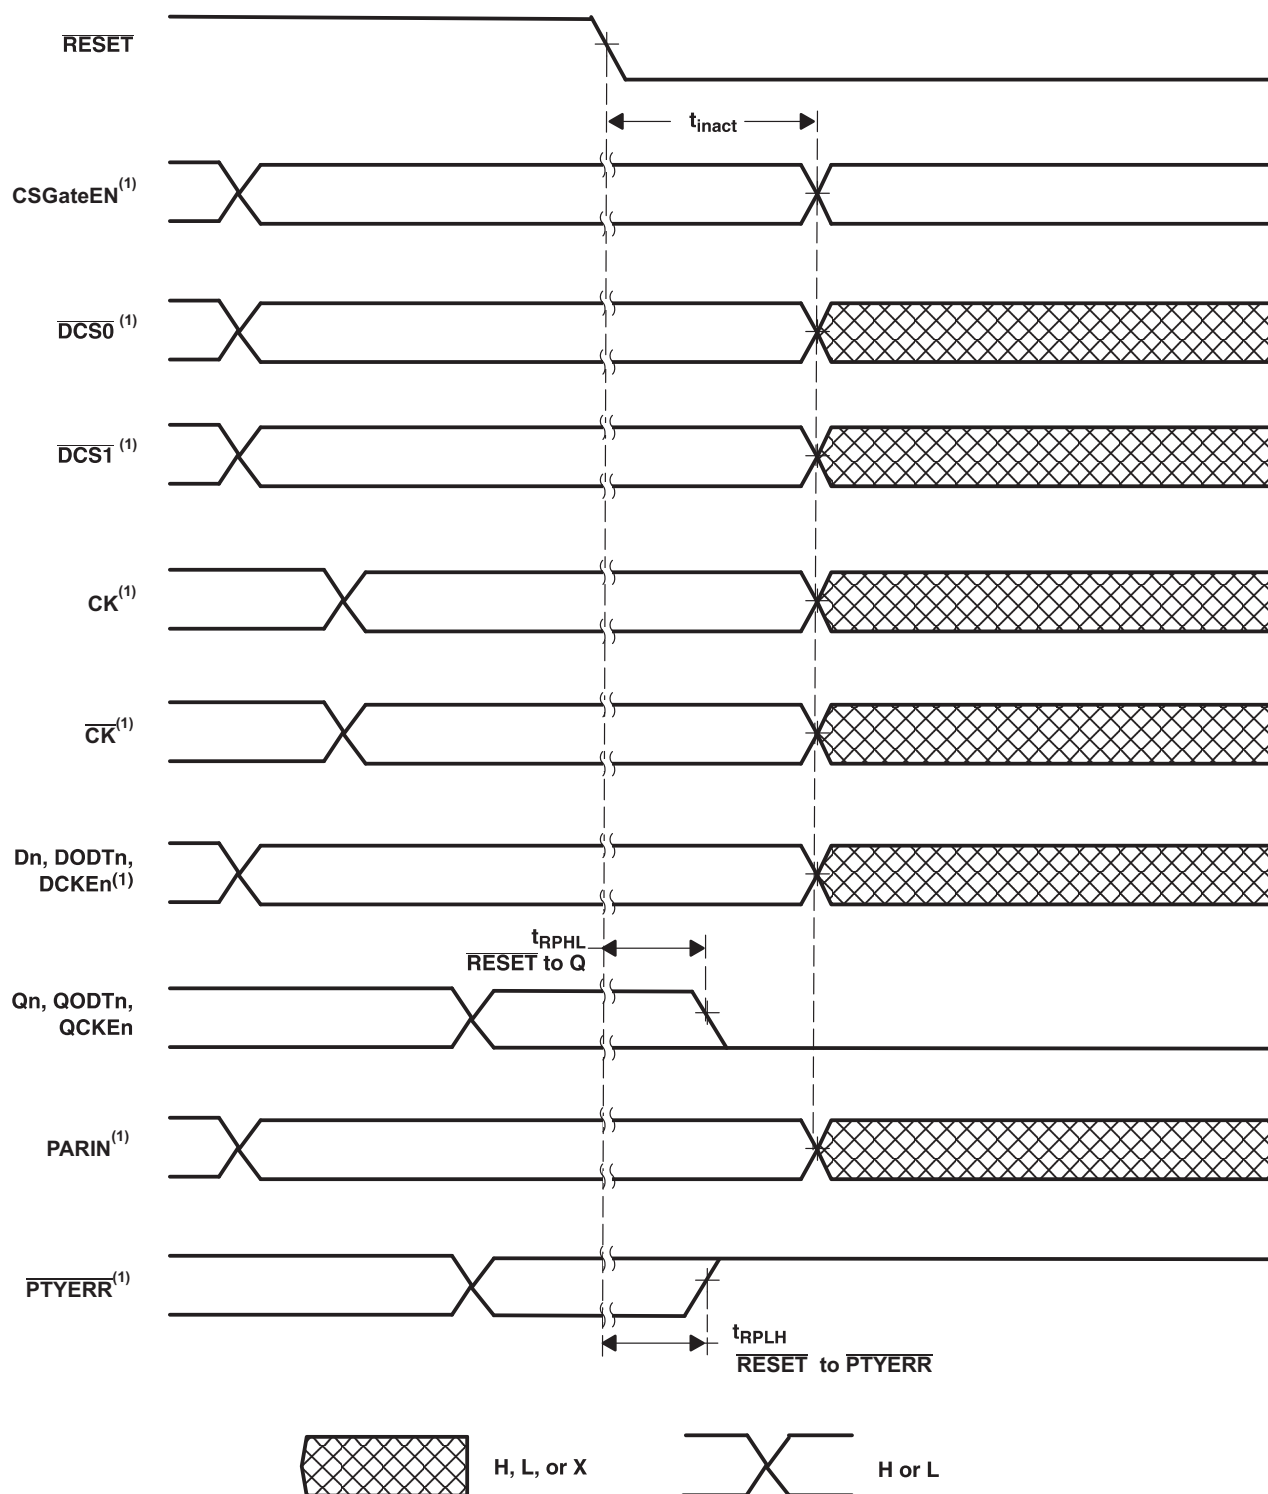 RESET
tinact
CSGateEN(1)
DCS0 (1)
DCS1 (1)
CK(1)
CK(1)
Dn, DODTn,
DCKEn(1)
tRPHL
RESET to Q
Qn, QODTn,
QCKEn
PARIN(1)
PTYERR(1)
tRPLH
RESET to PTYERR
H, L, or X
H or L